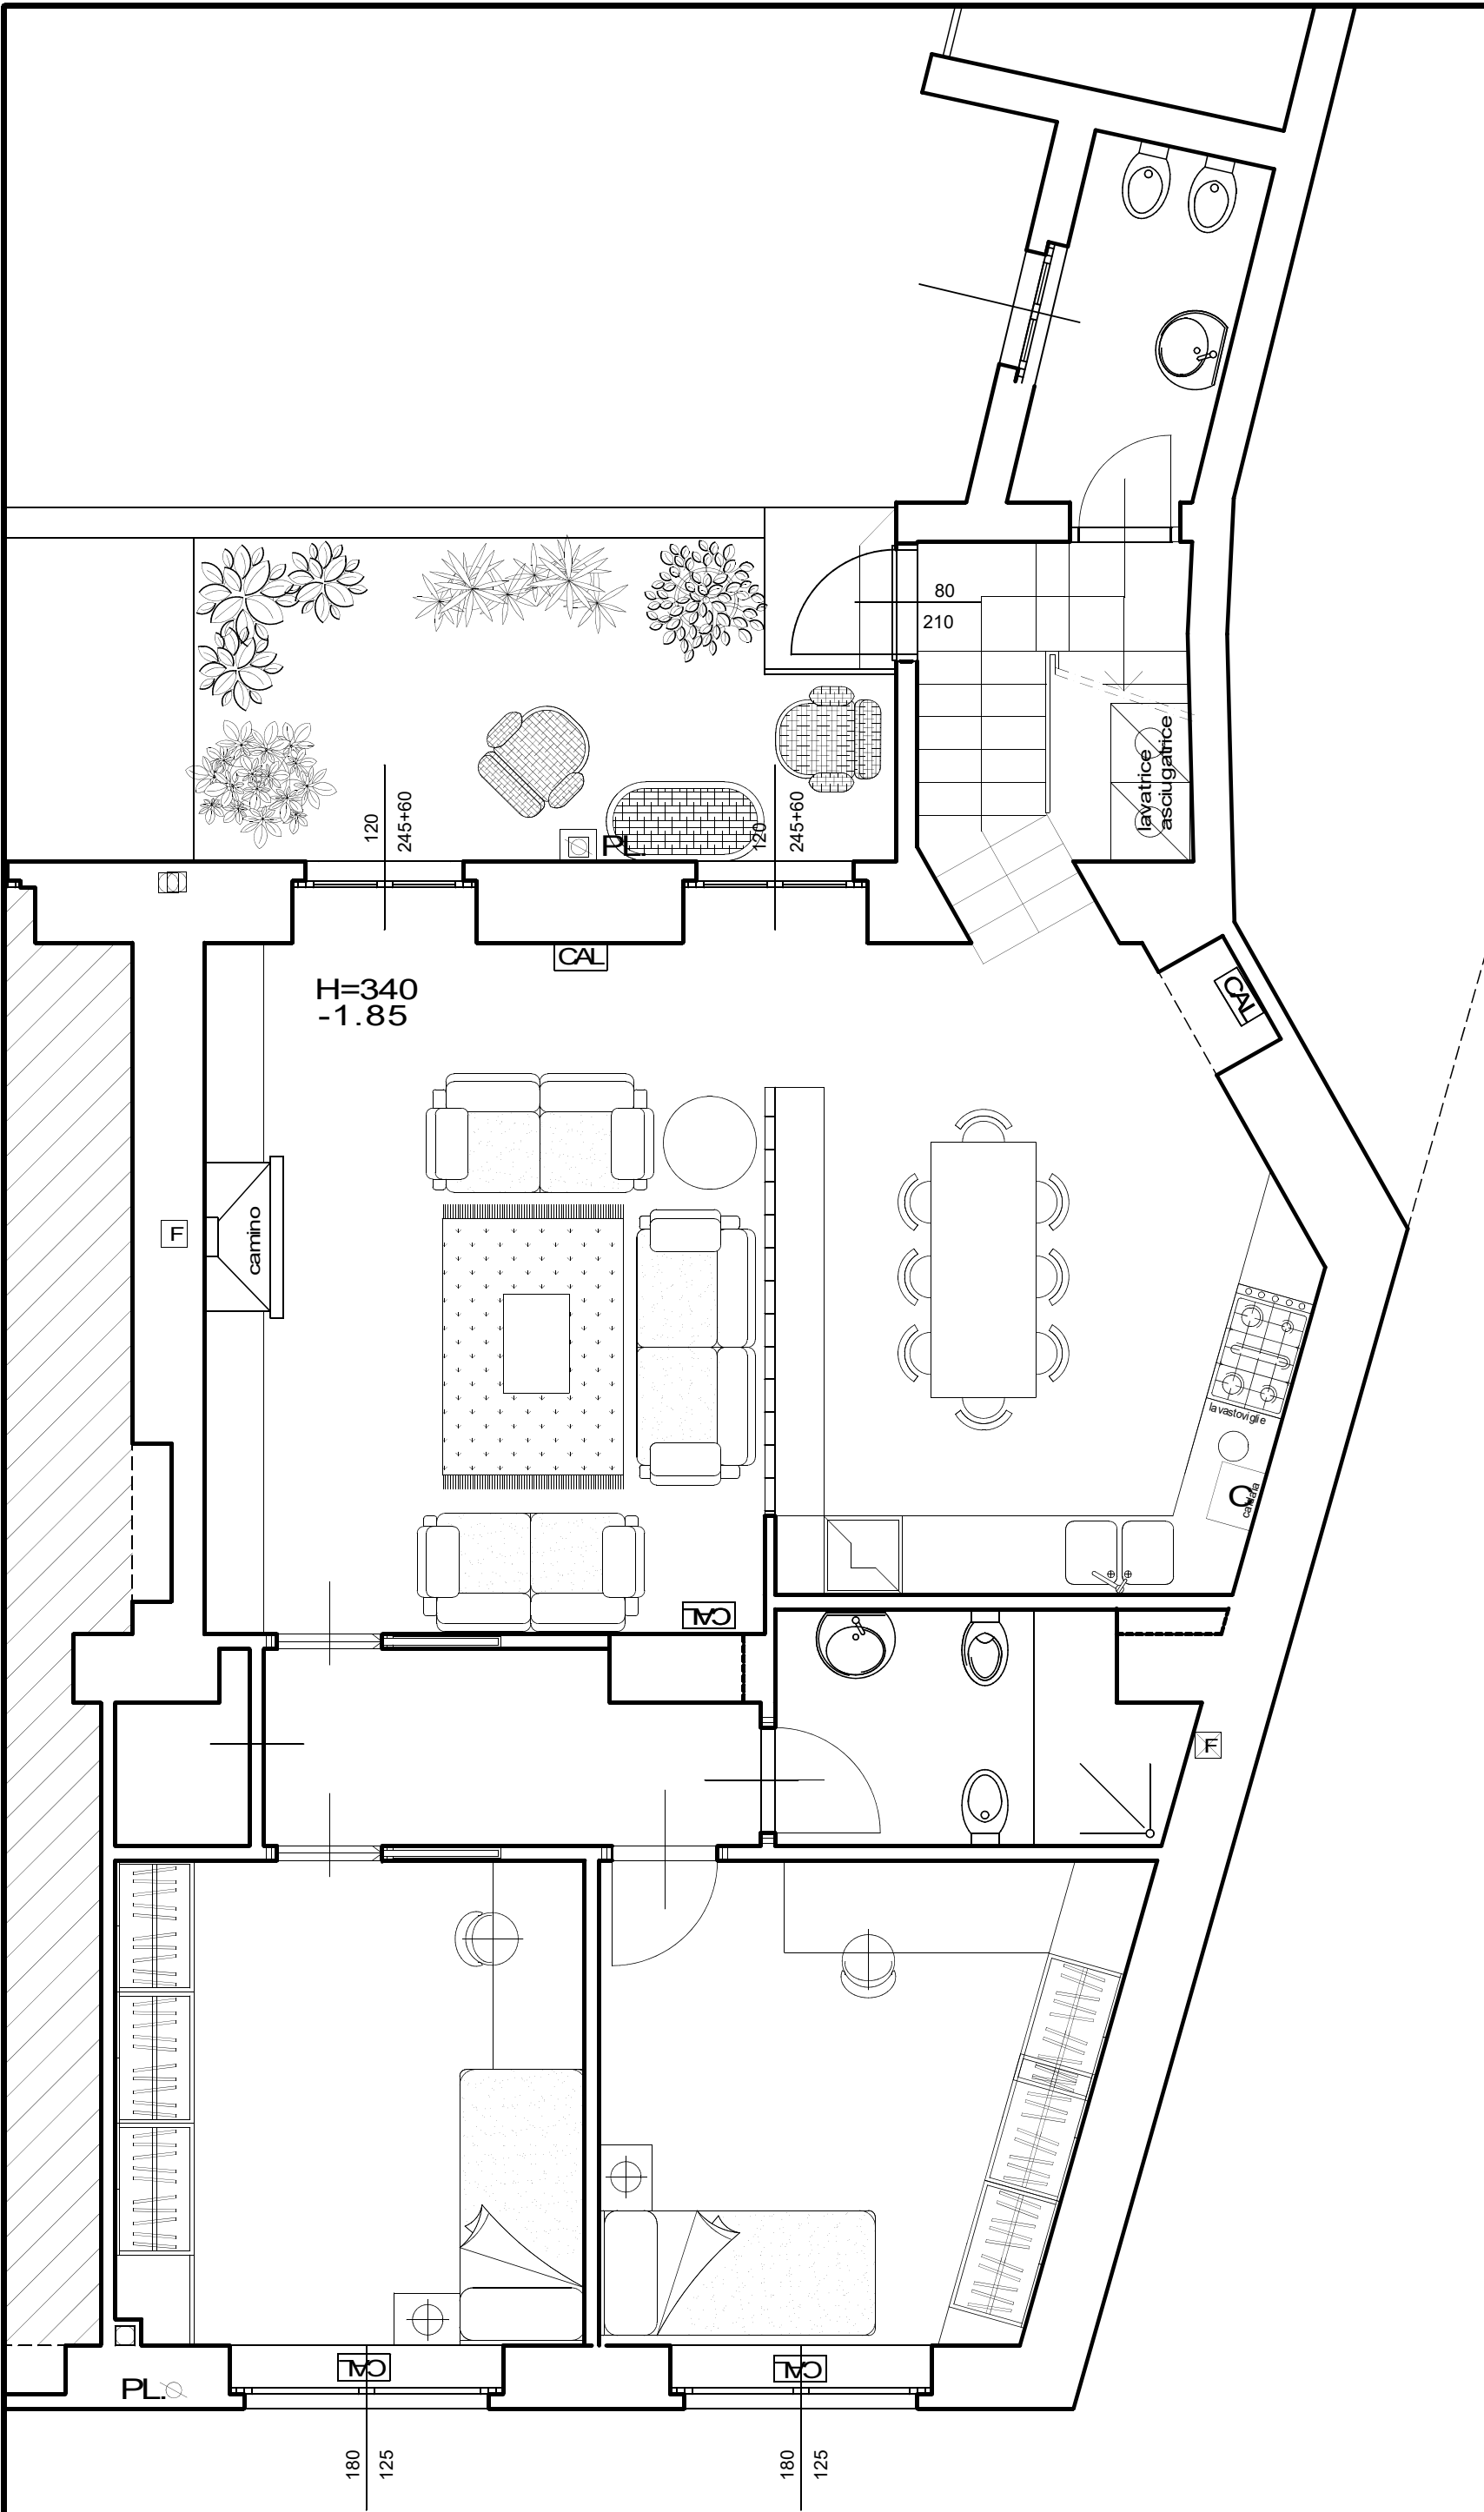 80
210
lavatrice
asciugatrice
120
245+60
PL.
120
245+60
CAL
H=340
-1.85
CAL
F
camino
lavastoviglie
C
caldaia
CAL
F
CAL
CAL
PL.
180
125
180
125